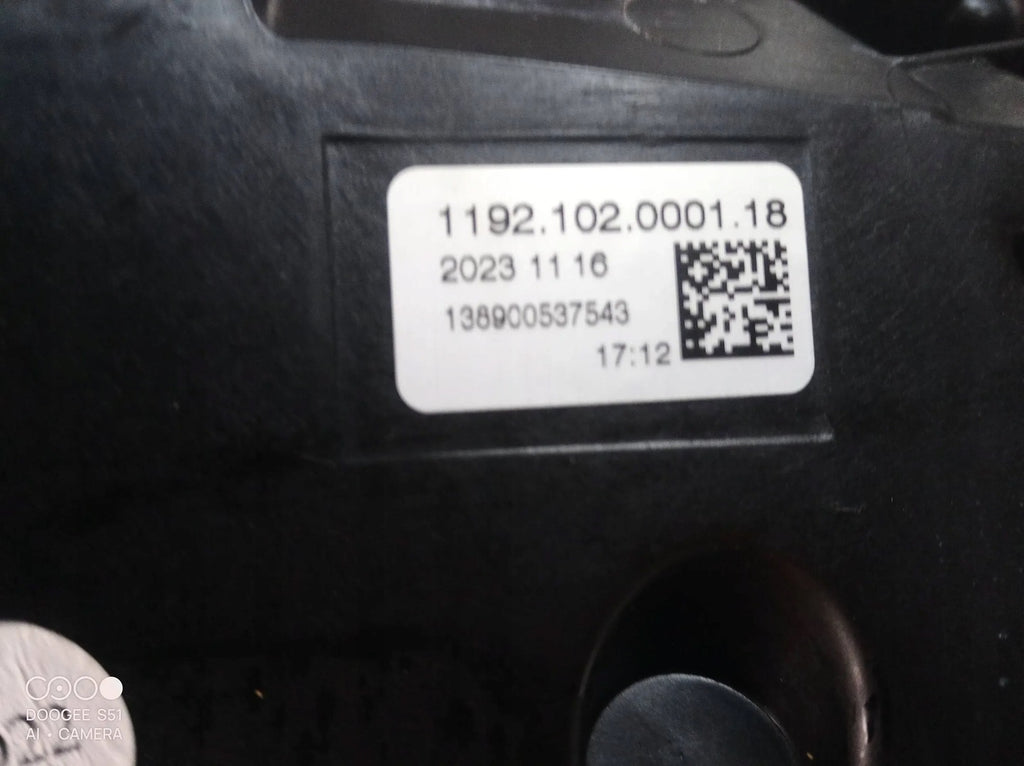 1192.102.0001.18
2023 11 16
138900537543
17:12
DOOGEE S51
AI • CAMERA